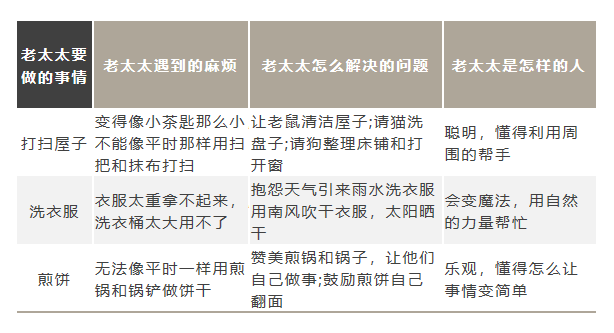 老太太要
做的事情
老太太遇到的麻烦
老太太怎么解决的问题
老太太是怎样的人
打扫屋子
变得像小茶匙那么小
不能像平时那样用扫
把和抹布打扫
让老鼠清洁屋子;请猫洗
盘子;请狗整理床铺和打
开窗
聪明，懂得利用周
围的帮手
洗衣服
衣服太重拿不起来，
洗衣桶太大用不了
抱怨天气引来雨水洗衣服
用南风吹干衣服，太阳晒
干
会变魔法，用自然
的力量帮忙
煎饼
无法像平时一样用煎
锅和锅铲做饼干
赞美煎锅和锅子，让他们
自己做事;鼓励煎饼自己
翻面
乐观，懂得怎么让
事情变简单